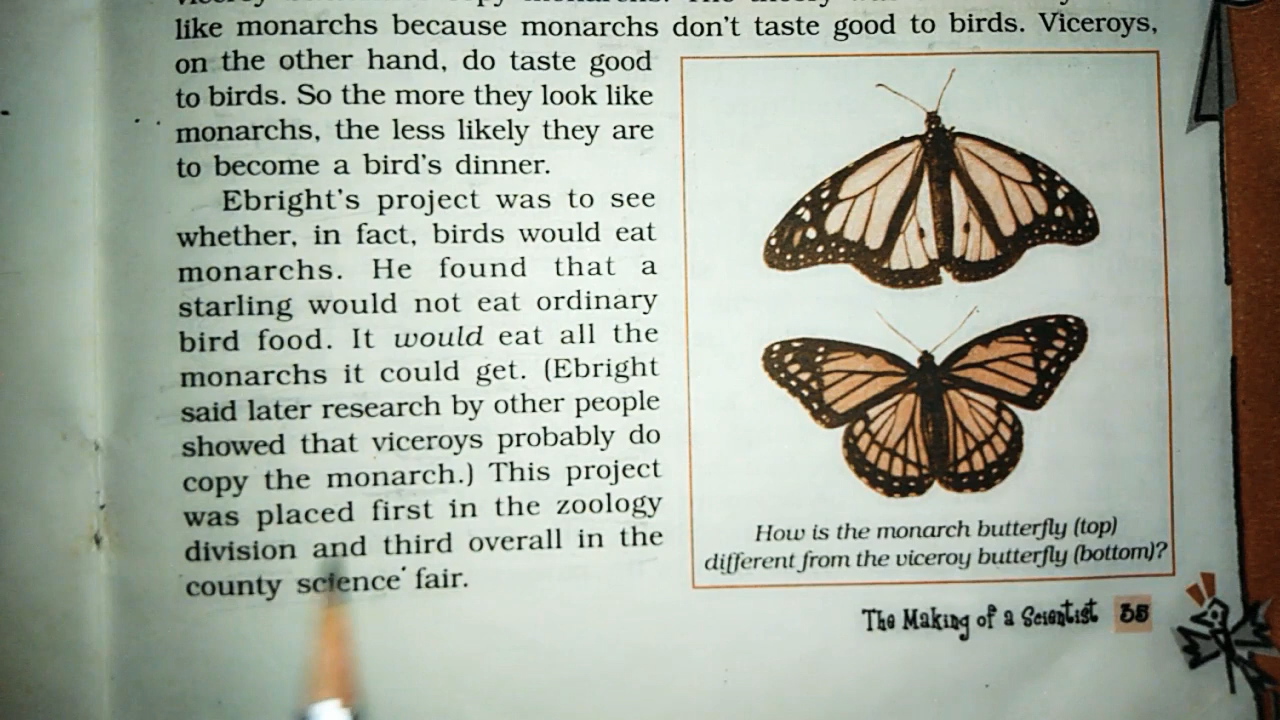 like monarchs because monarchs don't taste good to birds. Viceroys,
on the other hand, do taste good
to birds. So the more they look like
monarchs, the less likely they are
to become a bird's dinner.
Ebright's project was to see
whether, in fact, birds would eat
monarchs. He found that a
starling would not eat ordinary
bird food. It would eat all the
monarchs it could get. (Ebright
said later research by other people
showed that viceroys probably do
copy the monarch.) This project
was placed first in the zoology
division and third overall in the
county science fair.
How is the monarch butterfly (top)
different from the viceroy butterfly (bottom)?
The Making of a Scientist 35